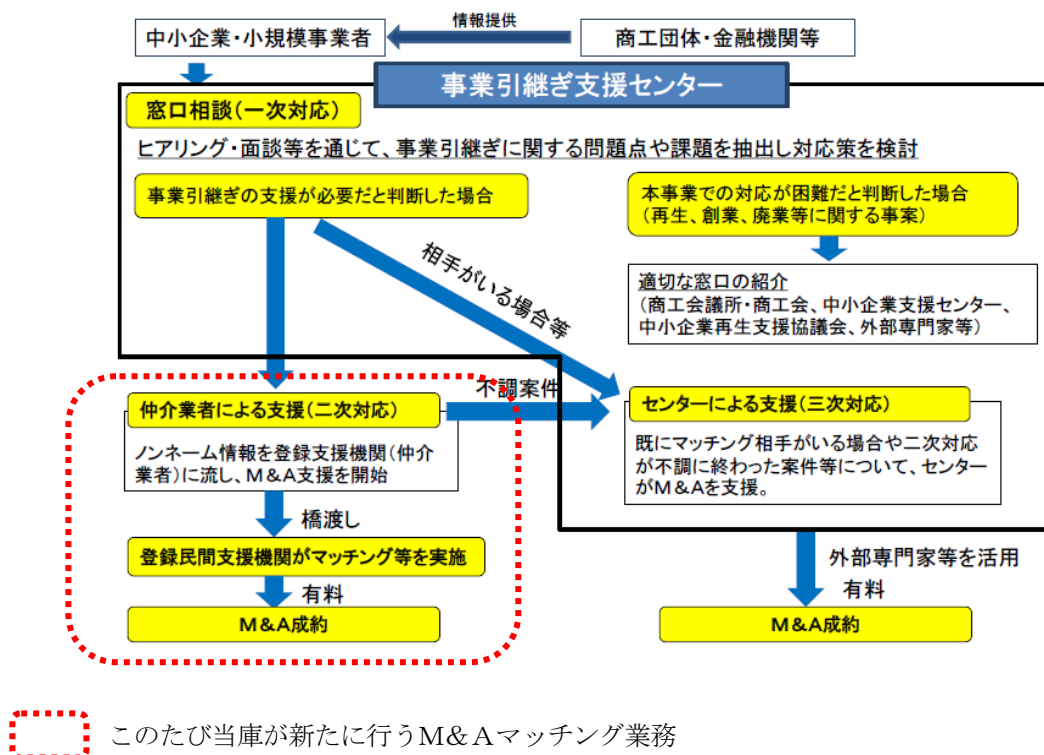 情報提供
中小企業・小規模事業者
商工団体・金融機関等
事業引継ぎ支援センター
窓口相談(一次対応)
ヒアリング・面談等を通じて、事業引継ぎに関する問題点や課題を抽出し対応策を検討
事業引継ぎの支援が必要だと判断した場合
本事業での対応が困難だと判断した場合
(再生、創業、廃業等に関する事案)
相手がいる場合等
適切な窓口の紹介
(商工会議所・商工会、中小企業支援センター、
中小企業再生支援協議会、外部専門家等)
不調案件
仲介業者による支援(二次対応)
ノンネーム情報を登録支援機関(仲介
業者)に流し、M&A支援を開始
センターによる支援(三次対応)
既にマッチング相手がいる場合や二次対応
が不調に終わった案件等について、センター
がM&Aを支援。
橋渡し
登録民間支援機関がマッチング等を実施
有料
M&A成約
外部専門家等を活用
有料
M&A成約
このたび当庫が新たに行うM&Aマッチング業務